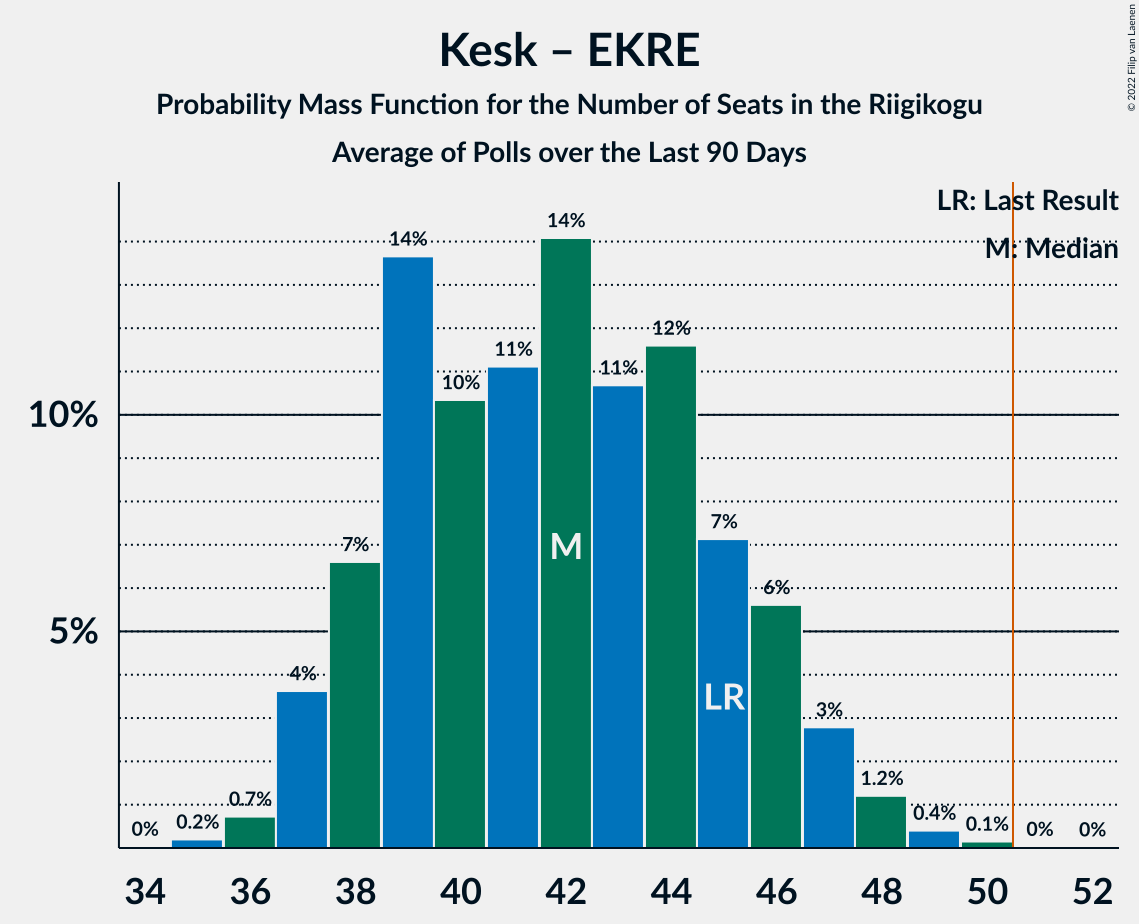 Kesk – EKRE
Probability Mass Function for the Number of Seats in the Riigikogu
Average of Polls over the Last 90 Days
© 2022 Filip van Laenen
LR: Last Result
M: Median
10%
5%
0%
0.2%
0.7%
4%
7%
14%
10%
11%
14%
11%
12%
7%
6%
3%
1.2%
0.4%
0.1%
0%
0%
M
LR
34 36 38 40 42 44 46 48 50 52